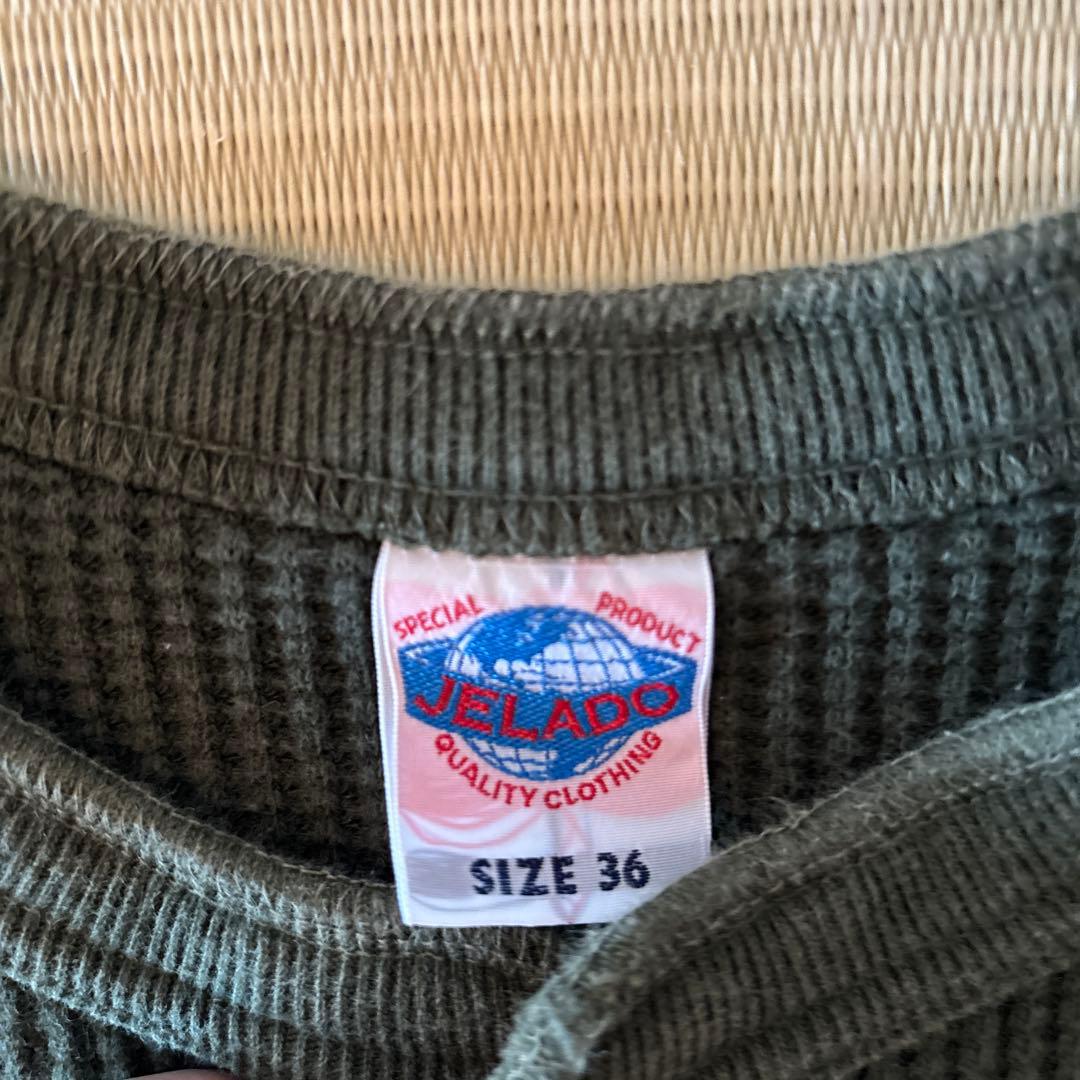 SPECIAL PRODUCT
JELADO
QUALITY CLOTHING
SIZE 36